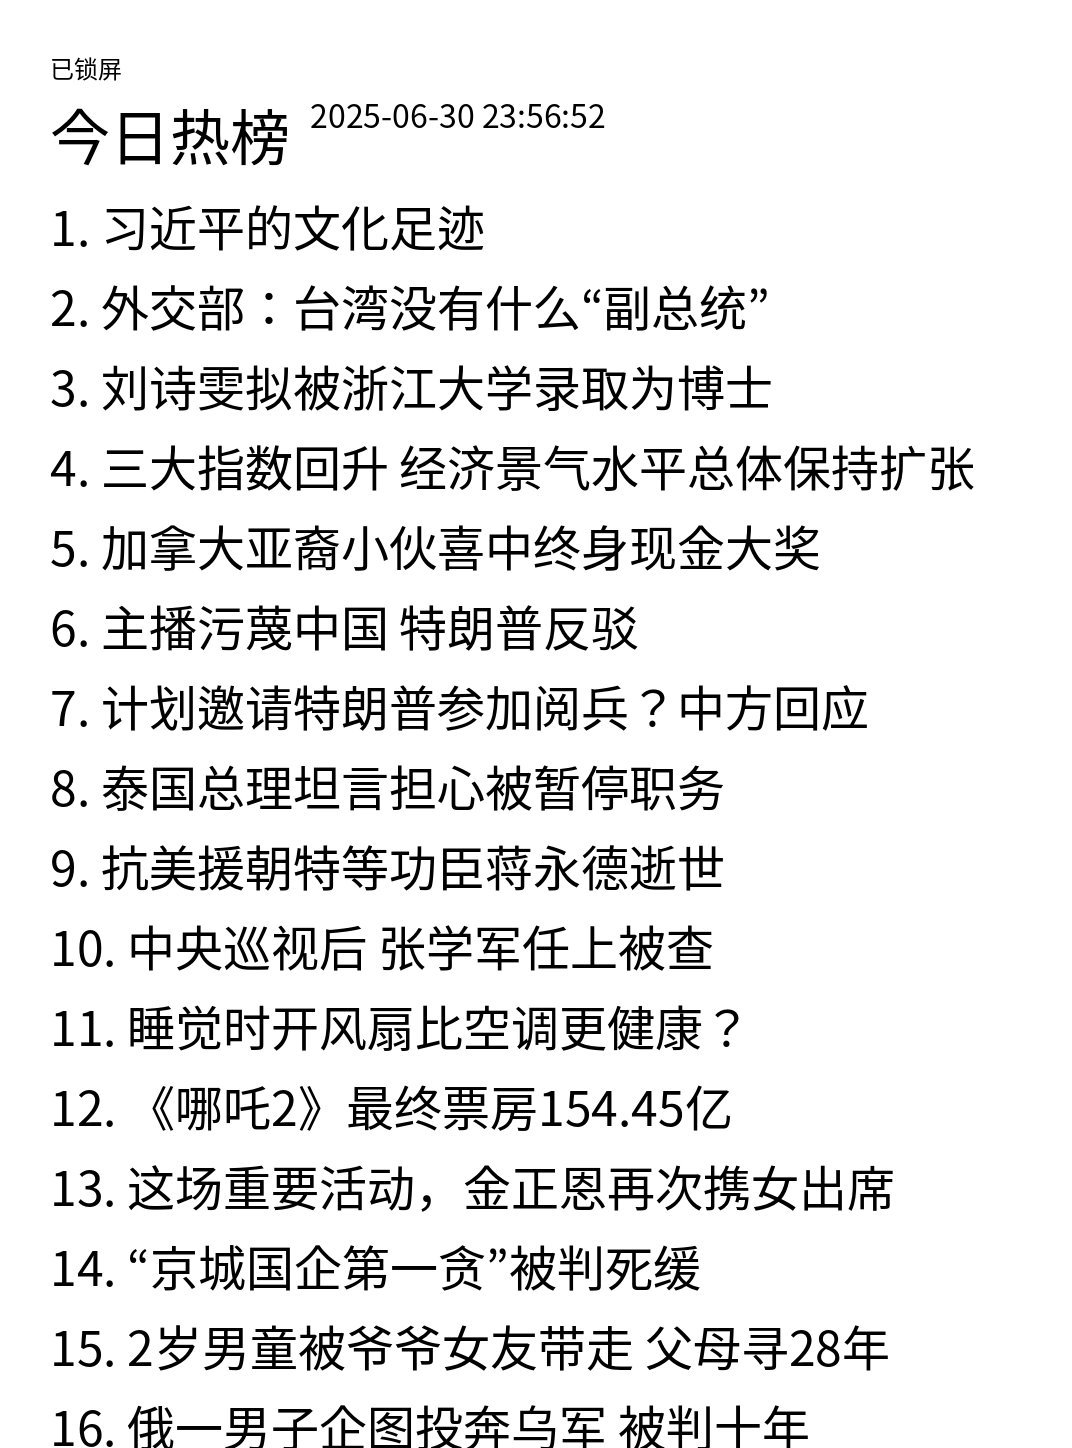 已锁屏
今日热榜 2025-06-30 23:56:52
1. 习近平的文化足迹
2. 外交部：台湾没有什么“副总统”
3. 刘诗雯拟被浙江大学录取为博士
4. 三大指数回升 经济景气水平总体保持扩张
5. 加拿大亚裔小伙喜中终身现金大奖
6. 主播污蔑中国 特朗普反驳
7. 计划邀请特朗普参加阅兵？中方回应
8. 泰国总理坦言担心被暂停职务
9. 抗美援朝特等功臣蒋永德逝世
10. 中央巡视后 张学军任上被查
11. 睡觉时开风扇比空调更健康？
12. 《哪吒2》最终票房154.45亿
13. 这场重要活动，金正恩再次携女出席
14. “京城国企第一贪”被判死缓
15. 2岁男童被爷爷女友带走 父母寻28年
16. 俄一男子企图投奔乌军 被判十年